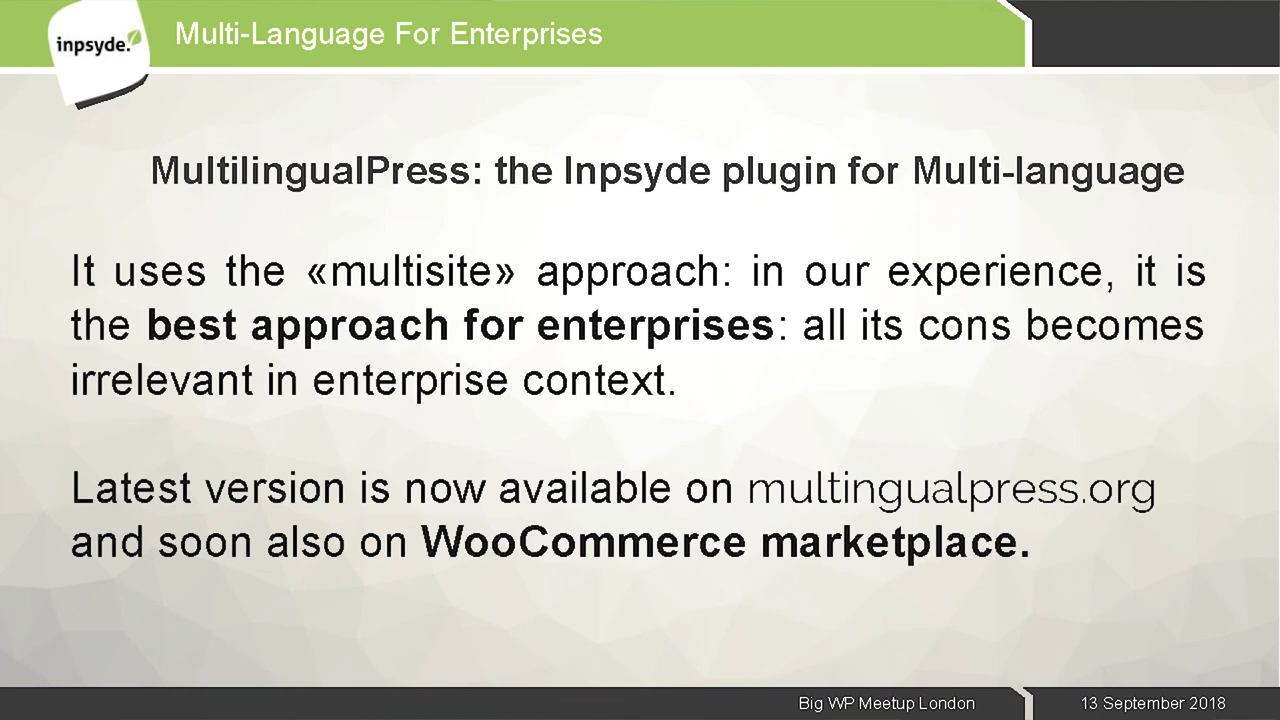 inpsyde.
Multi-Language For Enterprises
MultilingualPress: the Inpsyde plugin for Multi-language
It uses the «multisite» approach: in our experience, it is
the best approach for enterprises: all its cons becomes
irrelevant in enterprise context.
Latest version is now available on multingualpress.org
and soon also on WooCommerce marketplace.
Big WP Meetup London
13 September 2018